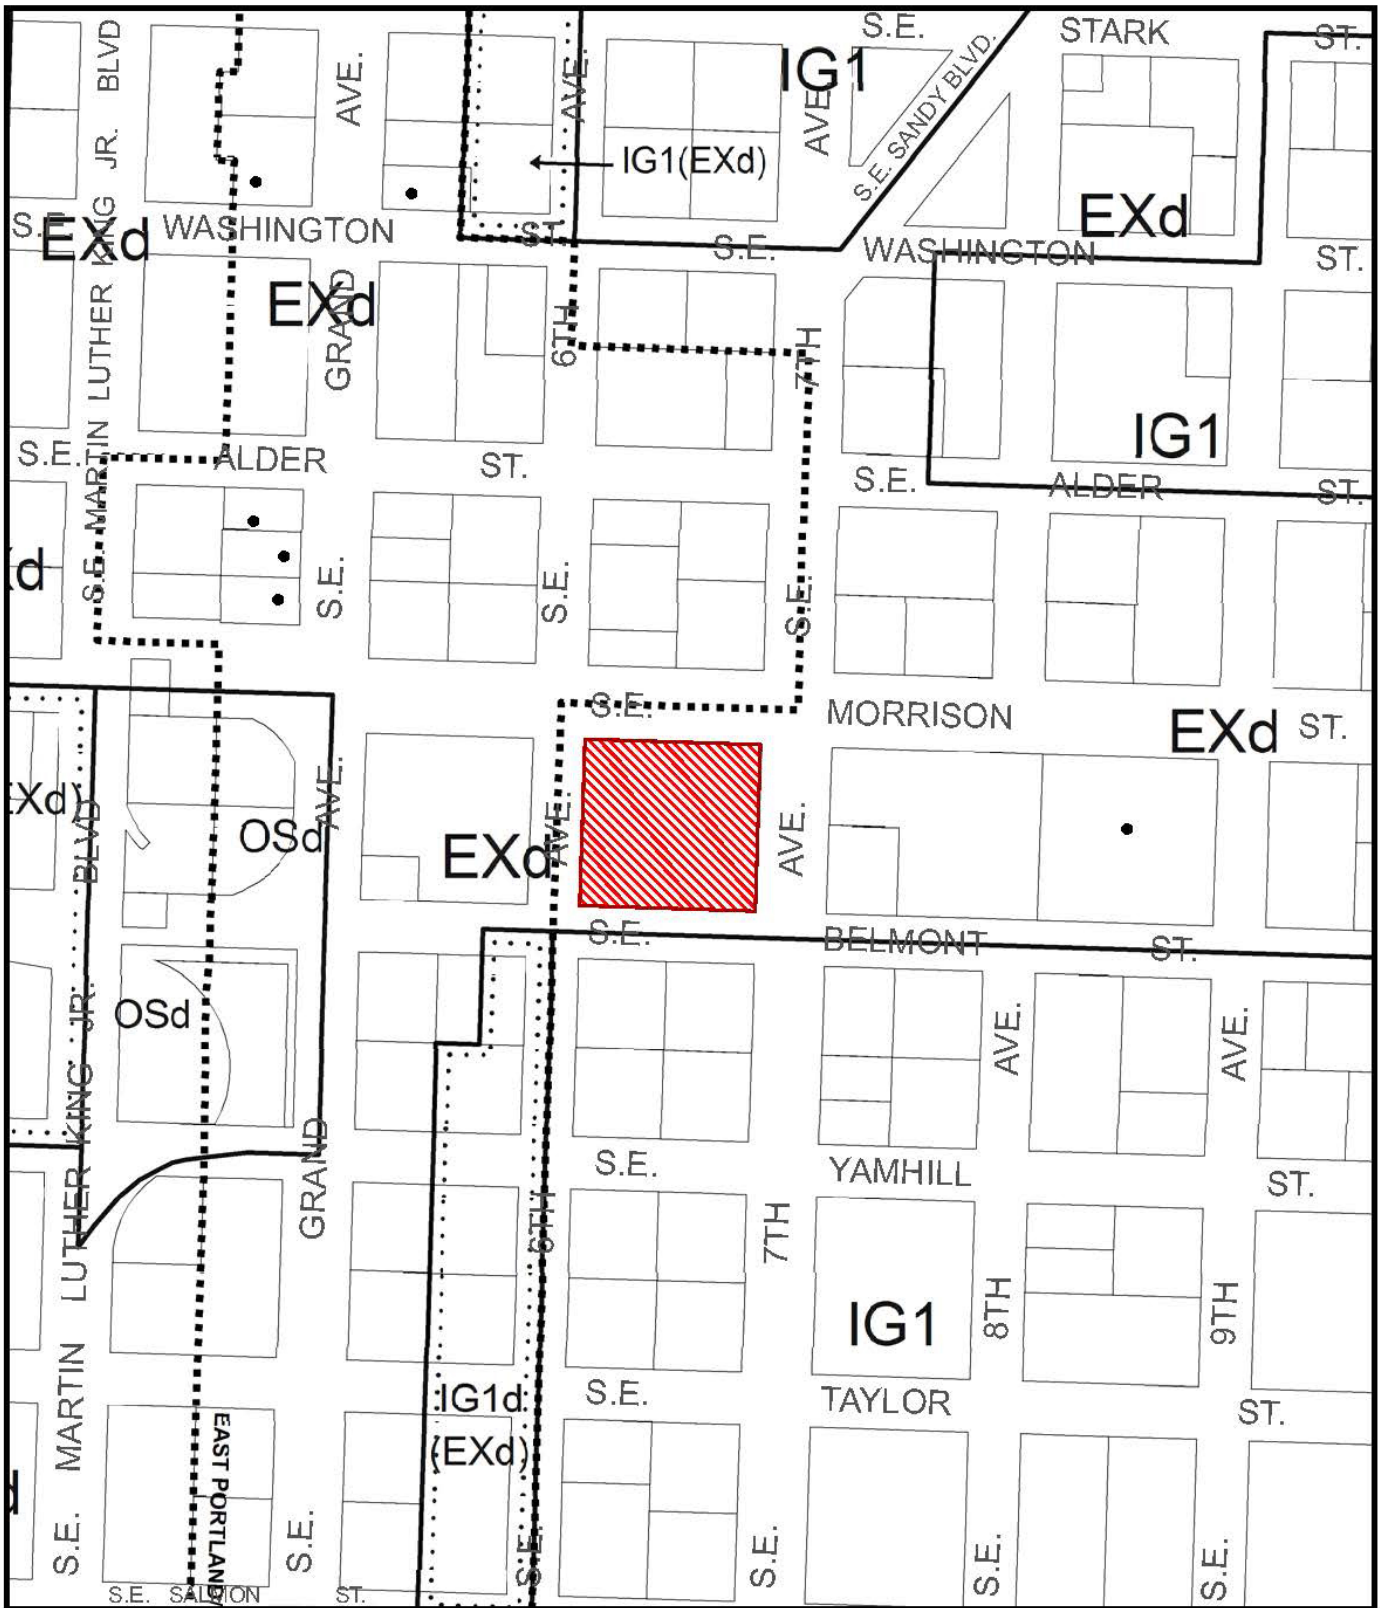 S.E. STARK ST.
BLVD
AVE.
AVE.
IG1
AVE.
S.E. SANDY BLVD.
IG1(EXd)
JR.
EXd
S.E. WASHINGTON ST. S.E. WASHINGTON ST.
EXd
KING
EXd
GRAND
6TH
7TH
LUTHER
IG1
S.E. ALDER ST. S.E. ALDER ST.
MARTIN
S.E.
S.E.
S.E.
S.E.
S.E. MORRISON ST.
EXd
EXd)
BLVD
AVE.
OSd
EXd
AVE.
AVE.
S.E. BELMONT ST.
OSd
JR.
AVE.
AVE.
KING
GRAND
S.E. YAMHILL ST.
LUTHER
6TH
7TH
IG1
8TH
9TH
MARTIN
IG1d
(EXd)
S.E. TAYLOR ST.
EAST PORTLAND/
S.E.
S.E.
S.E.
S.E.
S.E.
S.E.
S.E. SALMON ST.